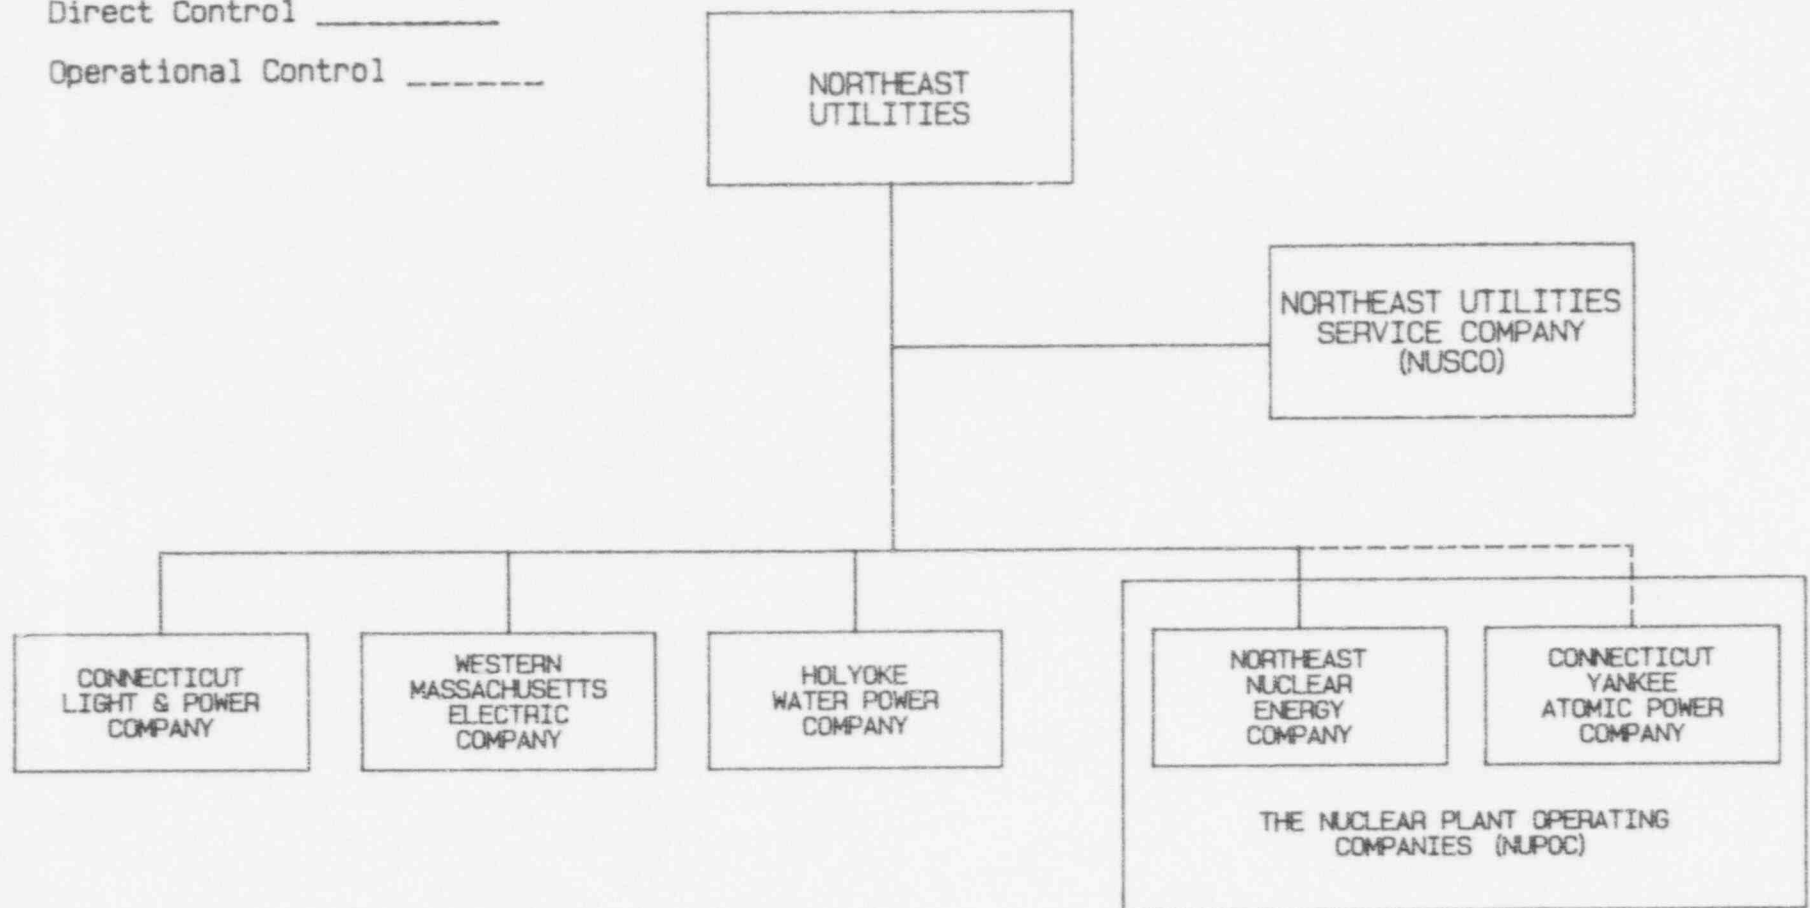 Direct Control
Operational Control
NORTHEAST
UTILITIES
NORTHEAST UTILITIES
SERVICE COMPANY
(NUSCO)
CONNECTICUT
LIGHT & POWER
COMPANY
WESTERN
MASSACHUSETTS
ELECTRIC
COMPANY
HOLYOKE
WATER POWER
COMPANY
NORTHEAST
NUCLEAR
ENERGY
COMPANY
CONNECTICUT
YANKEE
ATOMIC POWER
COMPANY
THE NUCLEAR PLANT OPERATING
COMPANIES (NUPOC)